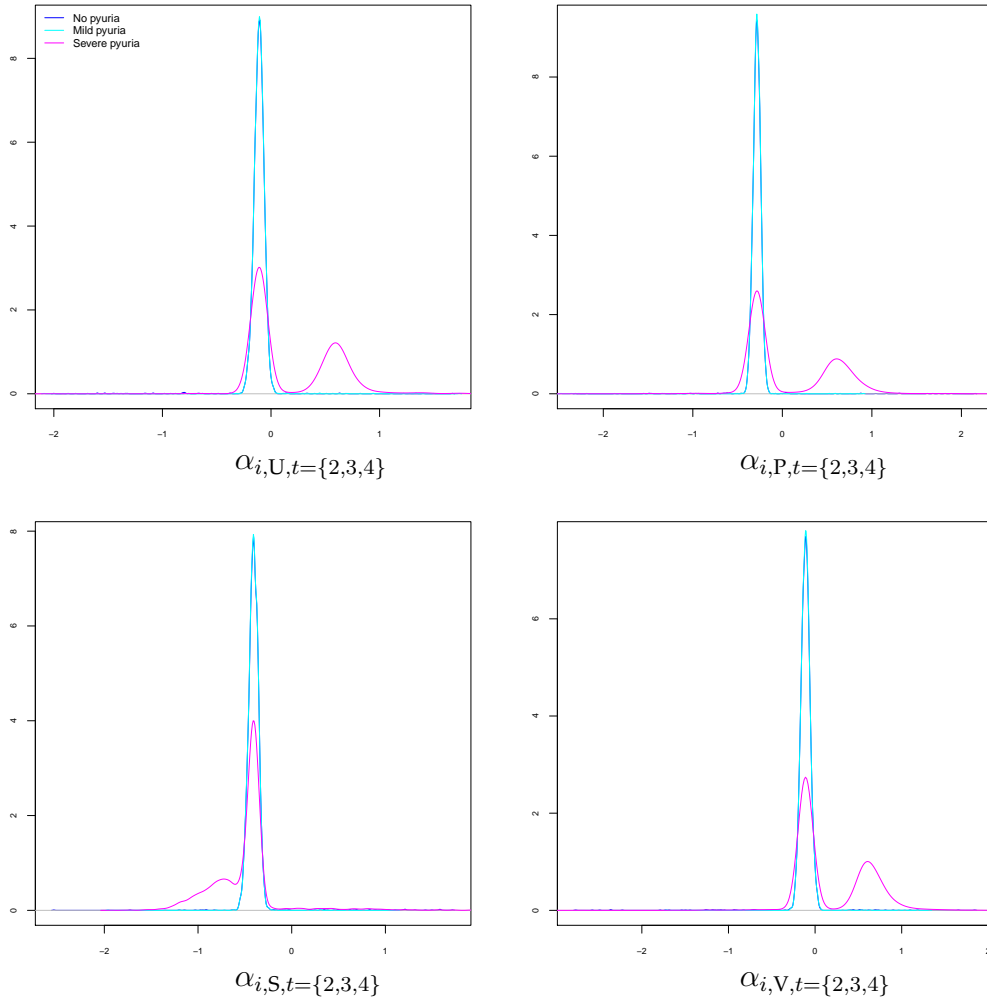 No pyuria
Mild pyuria
Severe pyuria
0 2 4 6 8
−2 −1 0 1
α_{i,U,t={2,3,4}}
0 2 4 6 8
−2 −1 0 1 2
α_{i,P,t={2,3,4}}
0 2 4 6 8
−2 −1 0 1
α_{i,S,t={2,3,4}}
0 2 4 6
−1 0 1 2
α_{i,V,t={2,3,4}}